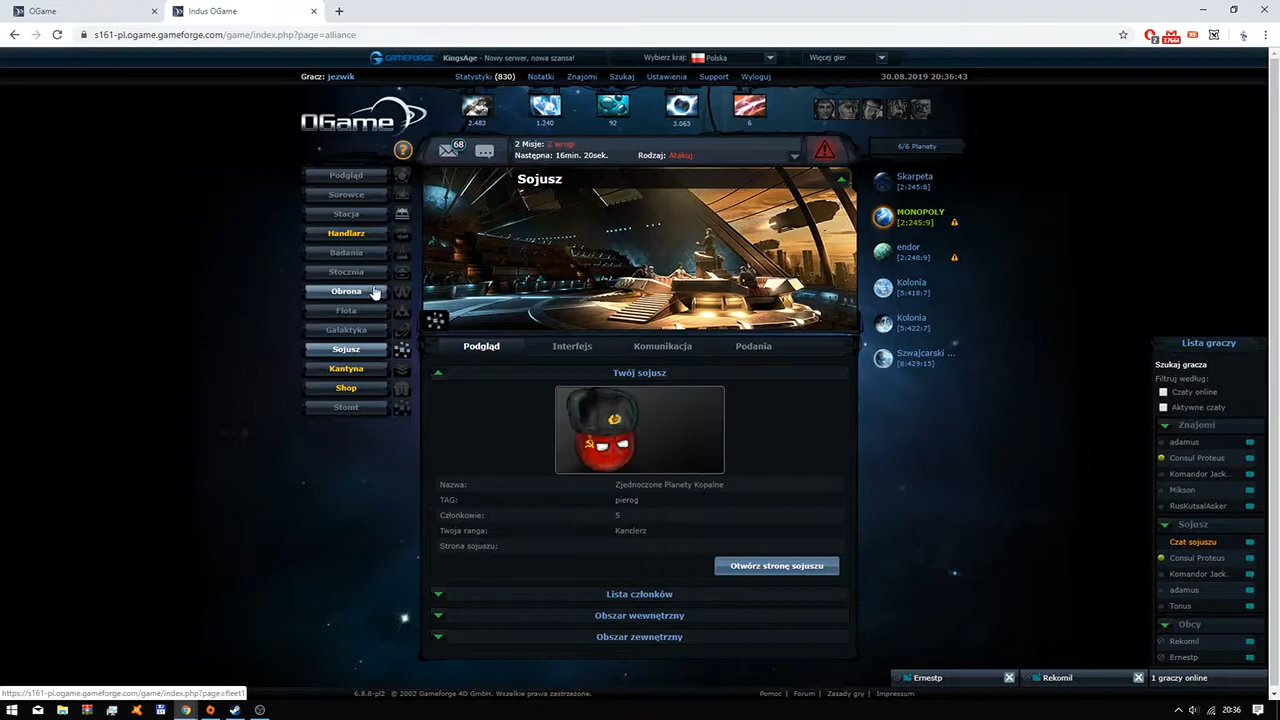 OGame
Indus OGame
s161-pl.ogame.gameforge.com/game/index.php?page=alliance
GAMEFORGE KingsAge - Nowy serwer, nowa szansa! Wybierz kraj: Polska Więcej gier
Gracz: jezwik Statystyki (830) Notatki Znajomi Szukaj Ustawienia Support Wyloguj 30.08.2019 20:36:43
OGame
2.483 1.240 92 3.065 6
68
2 Misje: 2 wrogi
Następna: 16min. 20sek. Rodzaj: Atakuj
6/6 Planety
Podgląd
Surowce
Stacja
Handlarz
Badania
Stocznia
Obrona
Flota
Galaktyka
Sojusz
Kantyna
Shop
Stomt
Sojusz
Podgląd Interfejs Komunikacja Podania
Twój sojusz
Nazwa: Zjednoczone Planety Kopalne
TAG: pierog
Członkowie: 5
Twoja ranga: Kanclerz
Strona sojuszu:
Otwórz stronę sojuszu
Lista członków
Obszar wewnętrzny
Obszar zewnętrzny
Skarpeta
[2:245:8]
MONOPOLY
[2:245:9]
endor
[2:248:9]
Kolonia
[5:410:7]
Kolonia
[5:422:7]
Szwajcarski ...
[8:429:15]
Lista graczy
Szukaj gracza
Filtruj według:
Czaty online
Aktywne czaty
Znajomi
adamus
Consul Proteus
Komandor Jack..
Mikson
RusKutsalAsker
Sojusz
Czat sojuszu
Consul Proteus
Komandor Jack..
adamus
Tonus
Obcy
Rekomil
Ernestp
Ernestp Rekomil 1 graczy online
https://s161-pl.ogame.gameforge.com/game/index.php?page=fleet1
6.8.8-pl2 © 2002 Gameforge 4D GmbH. Wszelkie prawa zastrzeżone. Pomoc | Forum | Zasady gry | Impressum
20:36